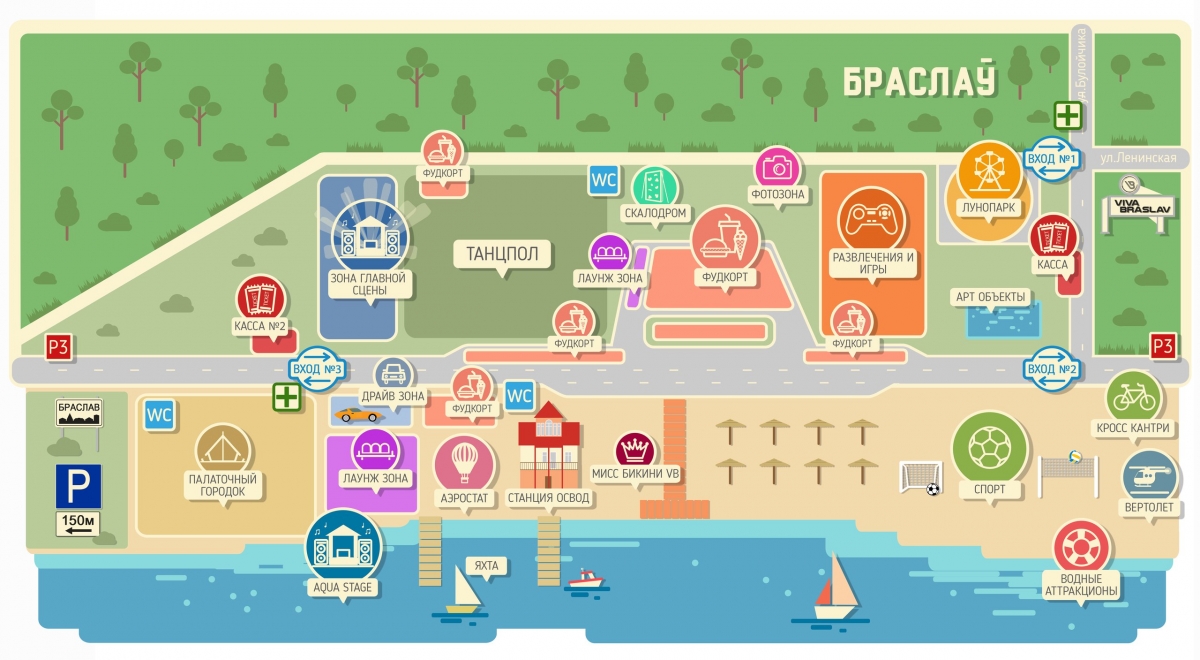 БРАСЛАЎ
ул.Булойчика
ВХОД №1
ул.Ленинская
ФУДКОРТ
WC
СКАЛОДРОМ
ФОТОЗОНА
ЛУНОПАРК
VIVA
BRASLAV
ЗОНА ГЛАВНОЙ
СЦЕНЫ
ТАНЦПОЛ
ЛАУНЖ ЗОНА
ФУДКОРТ
РАЗВЛЕЧЕНИЯ И
ИГРЫ
КАССА
АРТ ОБЪЕКТЫ
КАССА №2
ФУДКОРТ
ФУДКОРТ
P3
P3
ВХОД №3
ВХОД №2
ДРАЙВ ЗОНА
ФУДКОРТ
WC
БРАСЛАВ
WC
КРОСС КАНТРИ
ПАЛАТОЧНЫЙ
ГОРОДОК
ЛАУНЖ ЗОНА
АЭРОСТАТ
СТАНЦИЯ ОСВОД
МИСС БИКИНИ VB
СПОРТ
ВЕРТОЛЕТ
P
150м
AQUA STAGE
ЯХТА
ВОДНЫЕ
АТТРАКЦИОНЫ